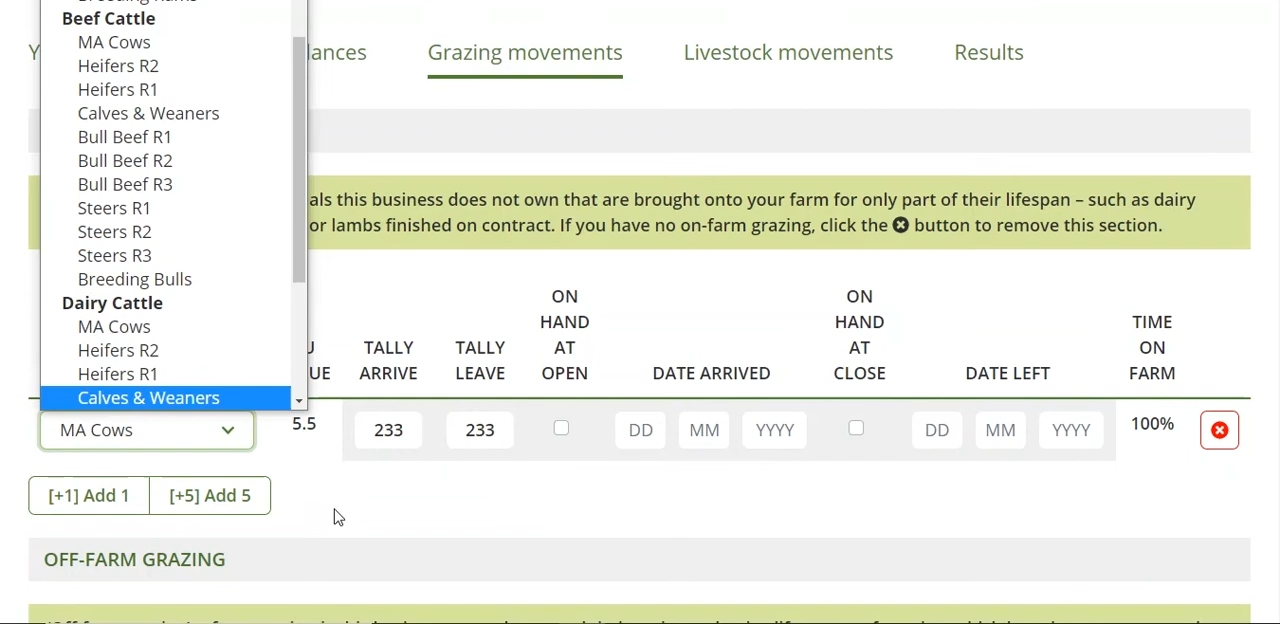 Beef Cattle
MA Cows
Heifers R2
Heifers R1
Calves & Weaners
Bull Beef R1
Bull Beef R2
Bull Beef R3
Steers R1
Steers R2
Steers R3
Breeding Bulls
Dairy Cattle
MA Cows
Heifers R2
Heifers R1
Calves & Weaners
Grazing movements
Livestock movements
Results
als this business does not own that are brought onto your farm for only part of their lifespan – such as dairy
or lambs finished on contract. If you have no on-farm grazing, click the button to remove this section.
TALLY
ARRIVE
TALLY
LEAVE
ON
HAND
AT
OPEN
DATE ARRIVED
ON
HAND
AT
CLOSE
DATE LEFT
TIME
ON
FARM
MA Cows 5.5 233 233 DD MM YYYY DD MM YYYY 100%
[+1] Add 1 [+5] Add 5
OFF-FARM GRAZING